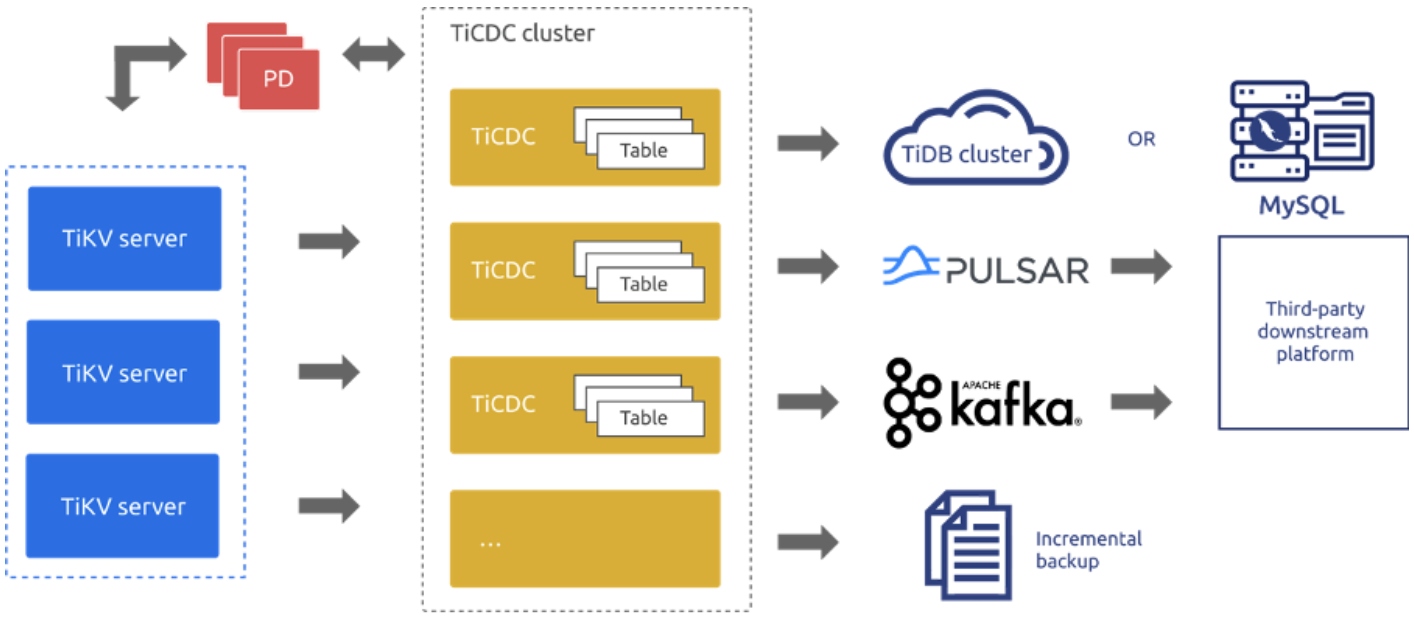 PD
TiCDC cluster
TiKV server
TiKV server
TiKV server
TiCDC
Table
TiCDC
Table
TiCDC
Table
...
TiDB cluster
OR
MySQL
PULSAR
APACHE
kafka®
Third-party
downstream
platform
Incremental
backup